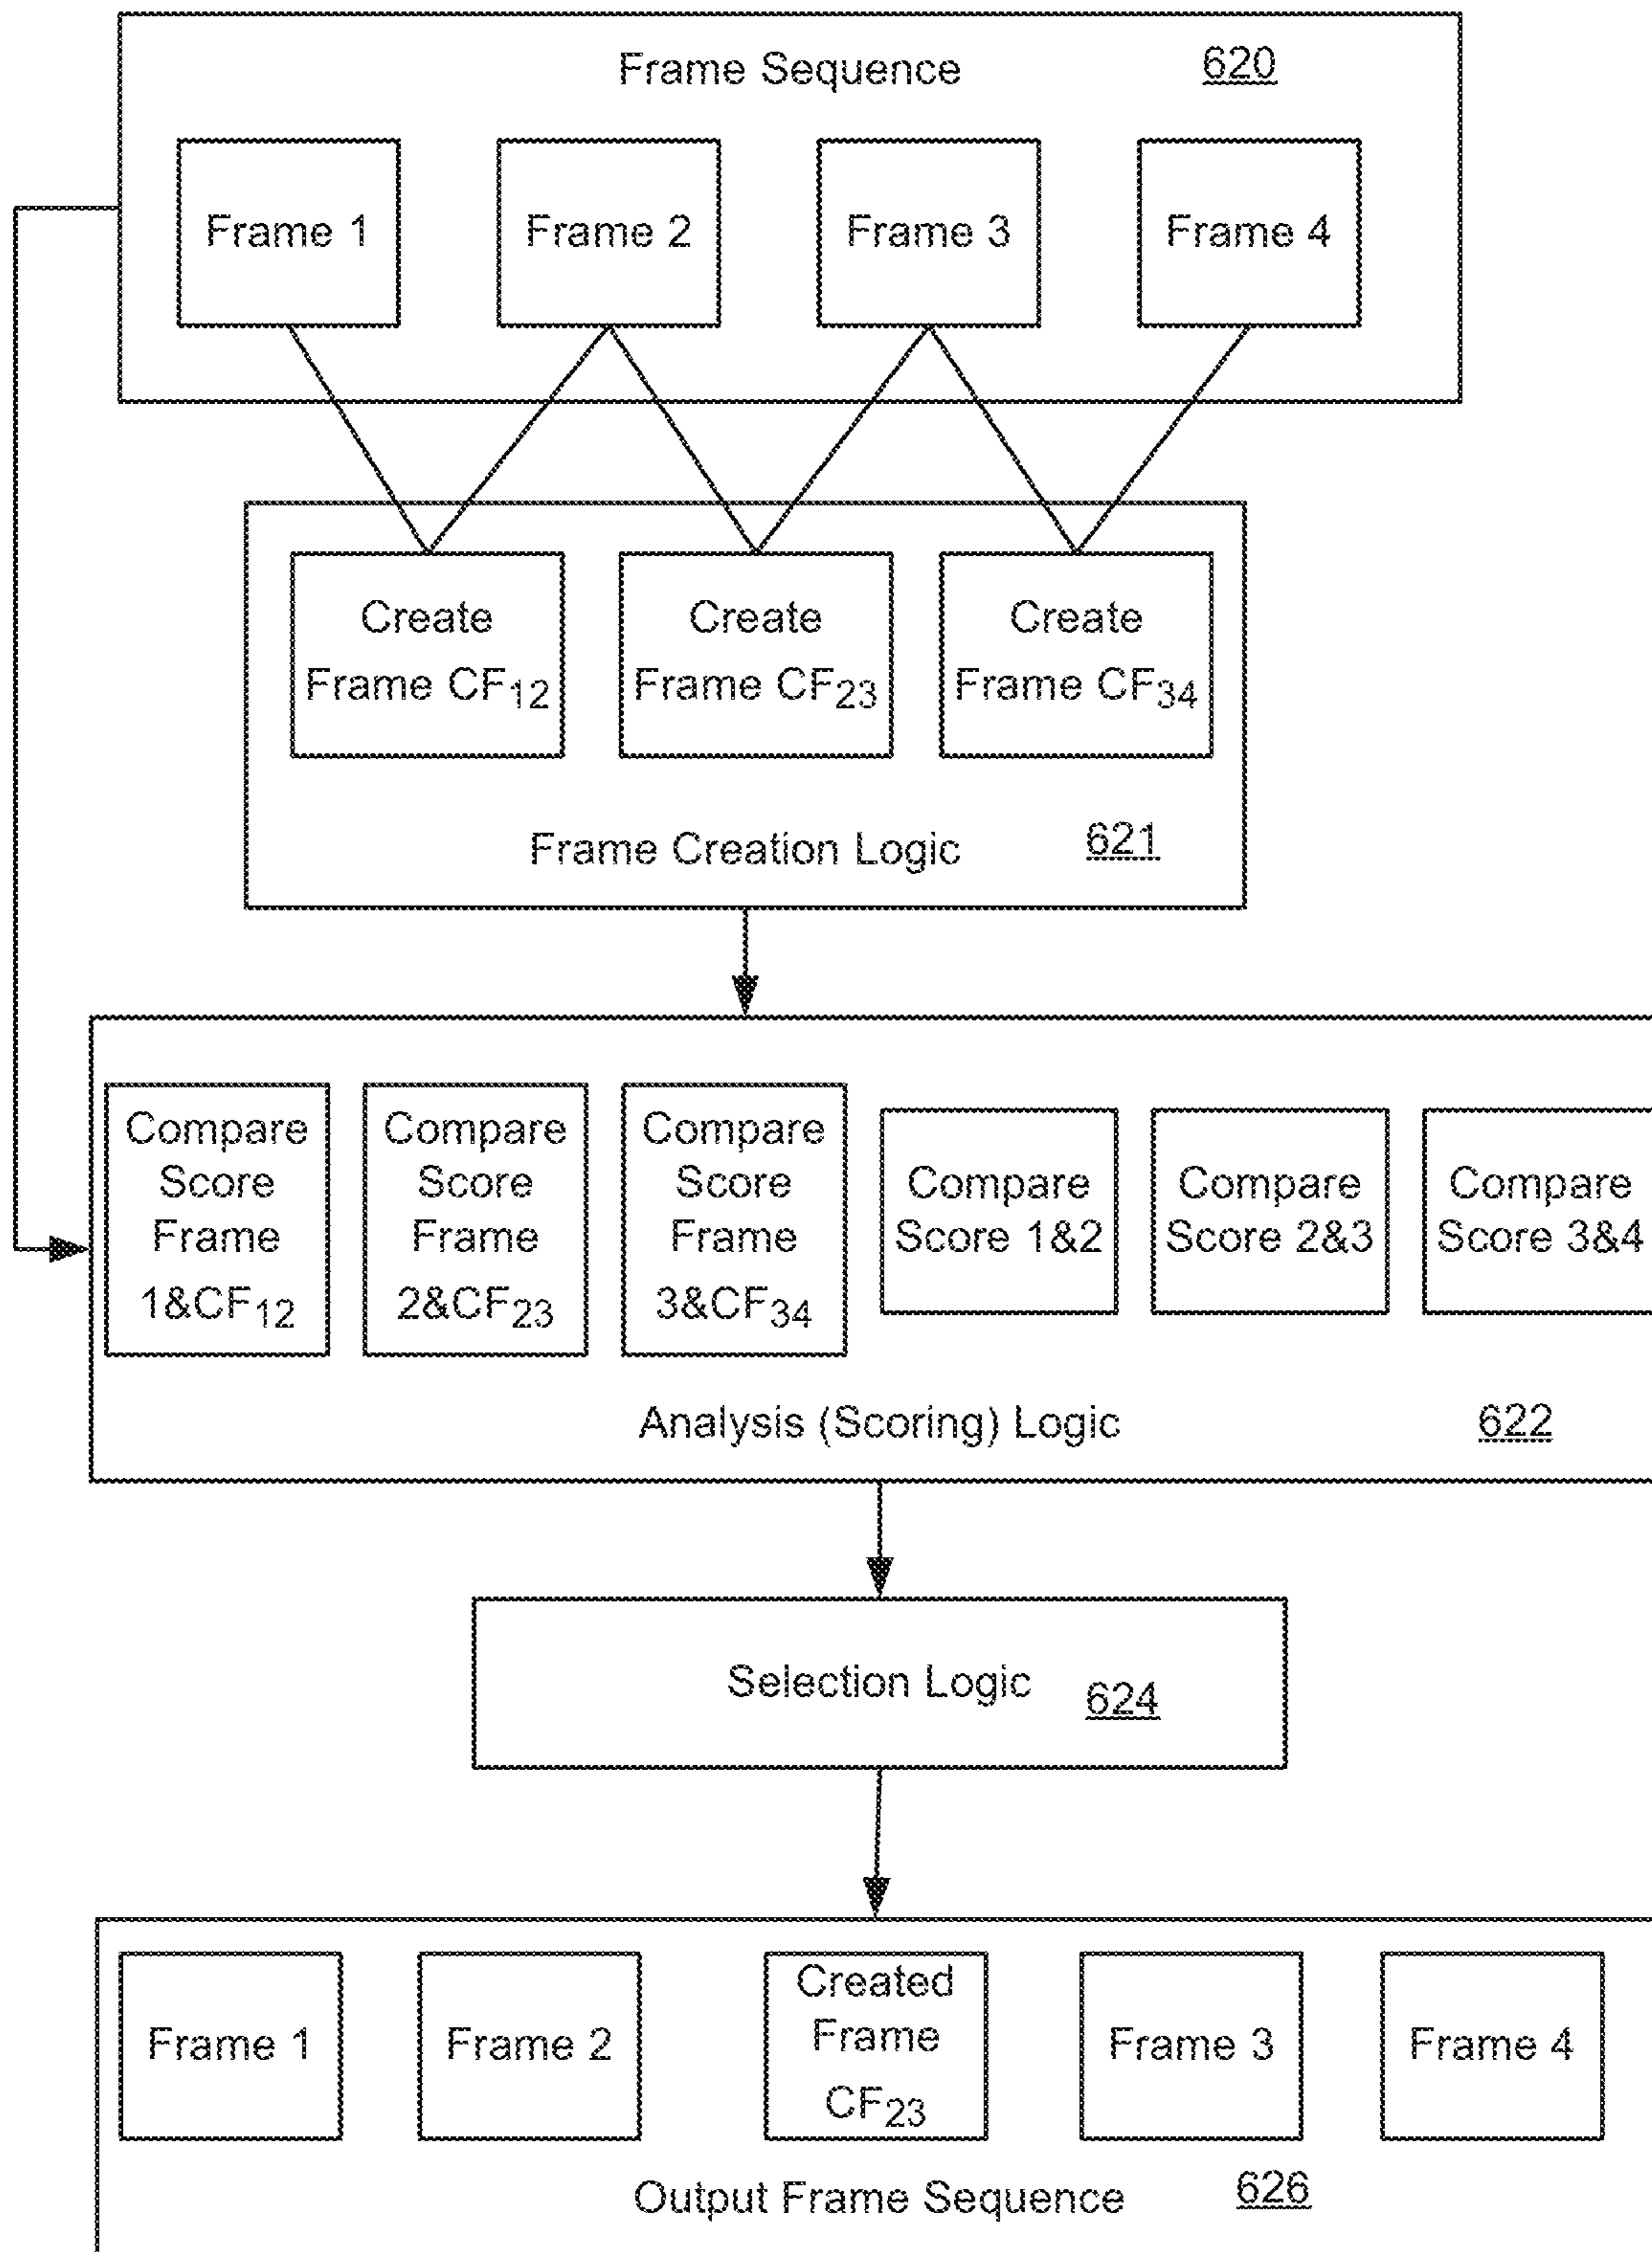 Frame Sequence 620
Frame 1
Frame 2
Frame 3
Frame 4
Create
Frame CF12
Create
Frame CF23
Create
Frame CF34
Frame Creation Logic 621
Compare
Score
Frame
1&CF12
Compare
Score
Frame
2&CF23
Compare
Score
Frame
3&CF34
Compare
Score 1&2
Compare
Score 2&3
Compare
Score 3&4
Analysis (Scoring) Logic 622
Selection Logic 624
Frame 1
Frame 2
Created
Frame
CF23
Frame 3
Frame 4
Output Frame Sequence 626